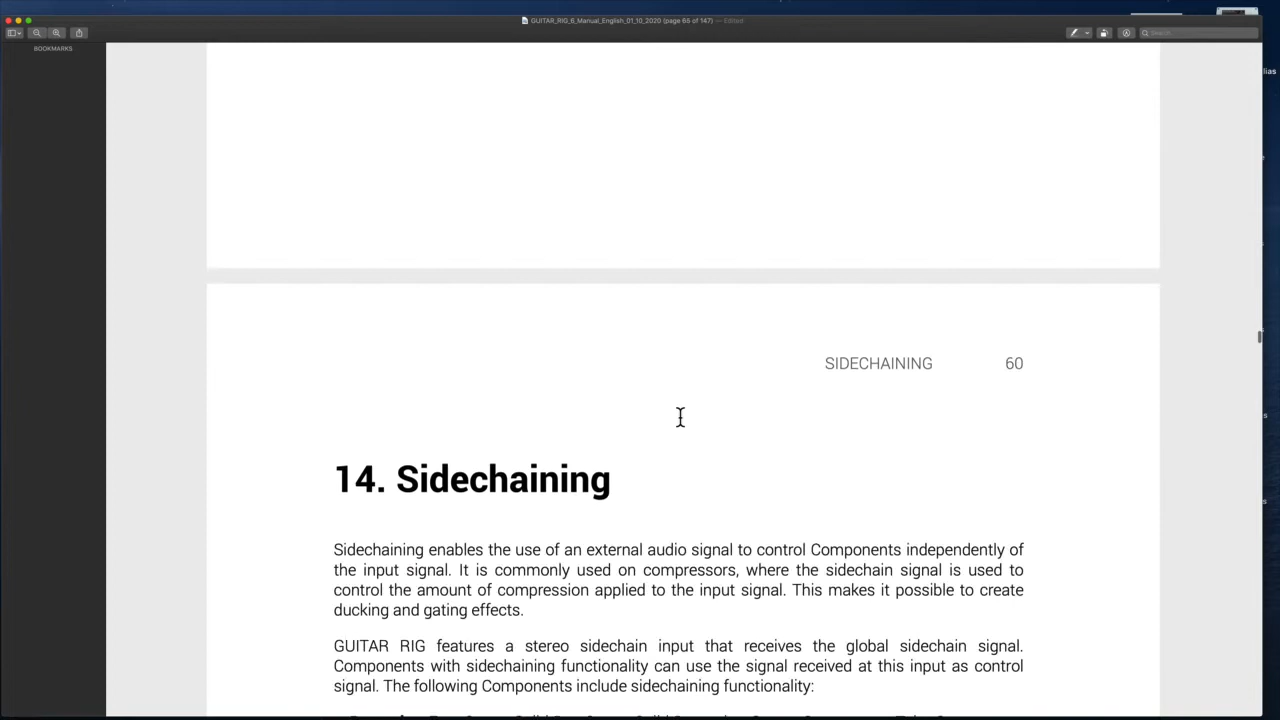 GUITAR_RIG_6_Manual_English_01_10_2020 (page 65 of 147) — Edited
Search
BOOKMARKS
lias
SIDECHAINING 60
14. Sidechaining
Sidechaining enables the use of an external audio signal to control Components independently of
the input signal. It is commonly used on compressors, where the sidechain signal is used to
control the amount of compression applied to the input signal. This makes it possible to create
ducking and gating effects.
GUITAR RIG features a stereo sidechain input that receives the global sidechain signal.
Components with sidechaining functionality can use the signal received at this input as control
signal. The following Components include sidechaining functionality: